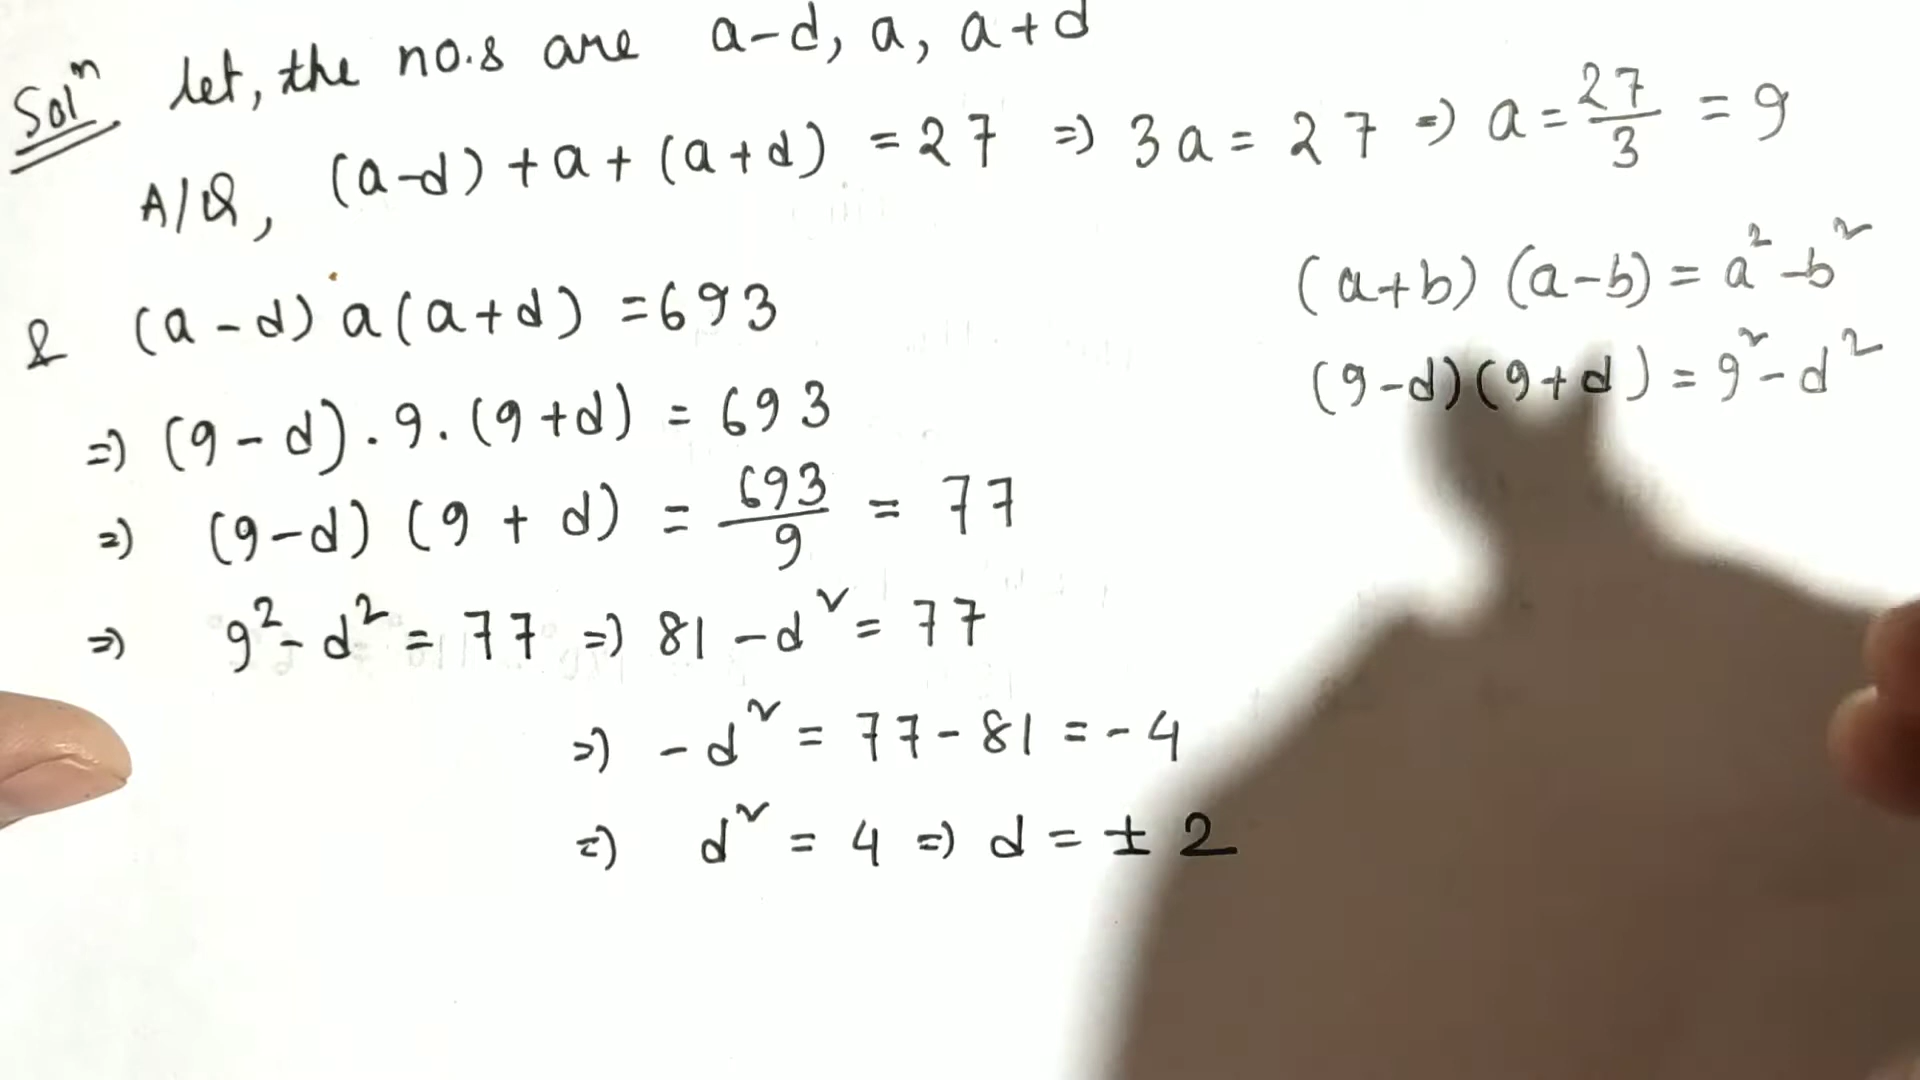 Solⁿ let, the no.s are a-d, a, a+d
A/Q, (a-d) + a + (a+d) = 27 => 3a = 27 => a = 27/3 = 9
& (a-d) a (a+d) = 693
(a+b) (a-b) = a² - b²
=> (9-d) . 9 . (9+d) = 693
(9-d) (9+d) = 9² - d²
=> (9-d) (9+d) = 693/9 = 77
=> 9² - d² = 77 => 81 - d² = 77
=> -d² = 77 - 81 = -4
=> d² = 4 => d = ± 2